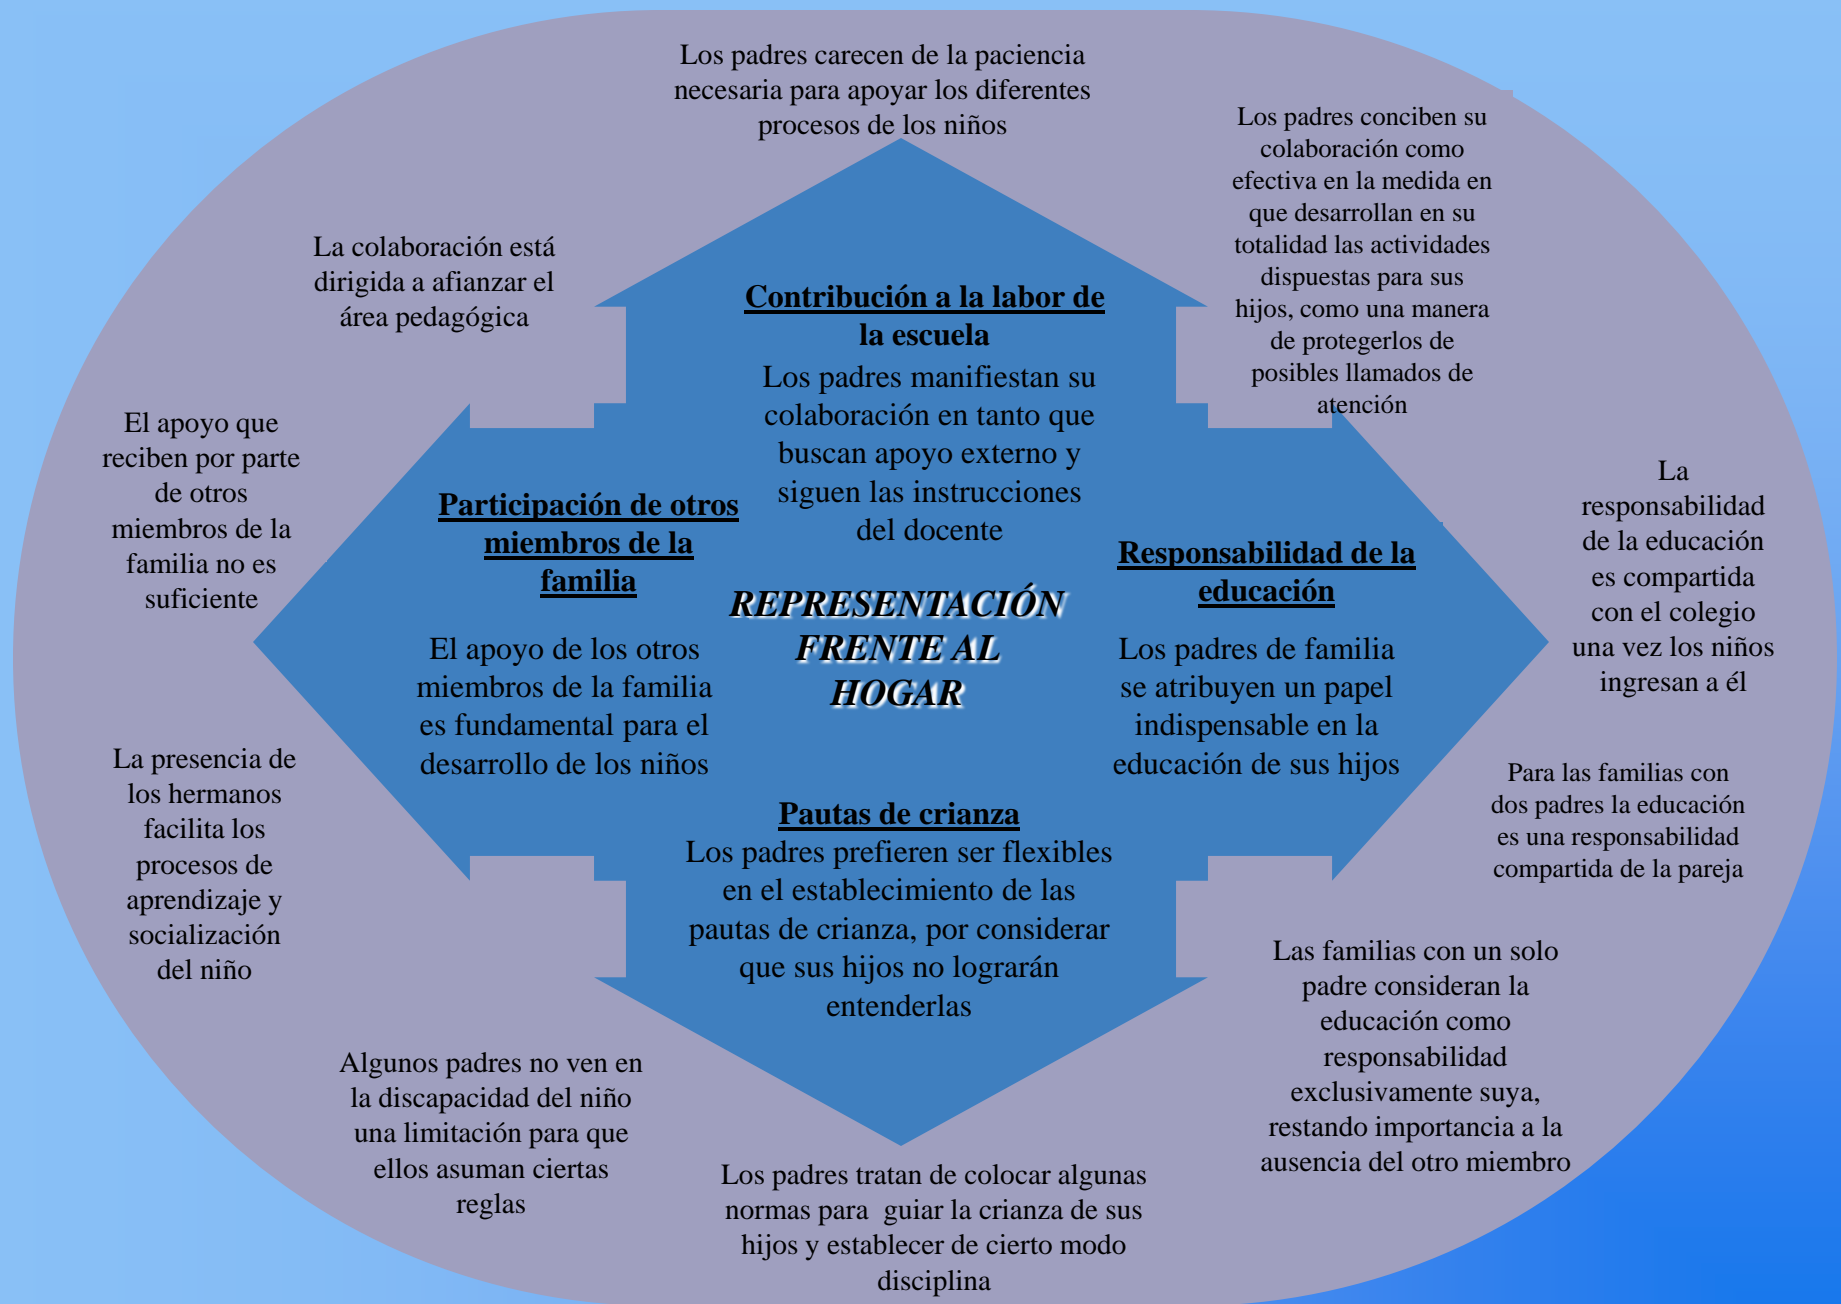 Los padres carecen de la paciencia
necesaria para apoyar los diferentes
procesos de los niños
Los padres conciben su
colaboración como
efectiva en la medida en
que desarrollan en su
totalidad las actividades
dispuestas para sus
hijos, como una manera
de protegerlos de
posibles llamados de
atención
La colaboración está
dirigida a afianzar el
área pedagógica
Contribución a la labor de
la escuela
Los padres manifiestan su
colaboración en tanto que
buscan apoyo externo y
siguen las instrucciones
del docente
El apoyo que
reciben por parte
de otros
miembros de la
familia no es
suficiente
Participación de otros
miembros de la
familia
El apoyo de los otros
miembros de la familia
es fundamental para el
desarrollo de los niños
REPRESENTACIÓN
FRENTE AL
HOGAR
Responsabilidad de la
educación
Los padres de familia
se atribuyen un papel
indispensable en la
educación de sus hijos
La
responsabilidad
de la educación
es compartida
con el colegio
una vez los niños
ingresan a él
La presencia de
los hermanos
facilita los
procesos de
aprendizaje y
socialización
del niño
Pautas de crianza
Los padres prefieren ser flexibles
en el establecimiento de las
pautas de crianza, por considerar
que sus hijos no lograrán
entenderlas
Para las familias con
dos padres la educación
es una responsabilidad
compartida de la pareja
Las familias con un solo
padre consideran la
educación como
responsabilidad
exclusivamente suya,
restando importancia a la
ausencia del otro miembro
Algunos padres no ven en
la discapacidad del niño
una limitación para que
ellos asuman ciertas
reglas
Los padres tratan de colocar algunas
normas para guiar la crianza de sus
hijos y establecer de cierto modo
disciplina